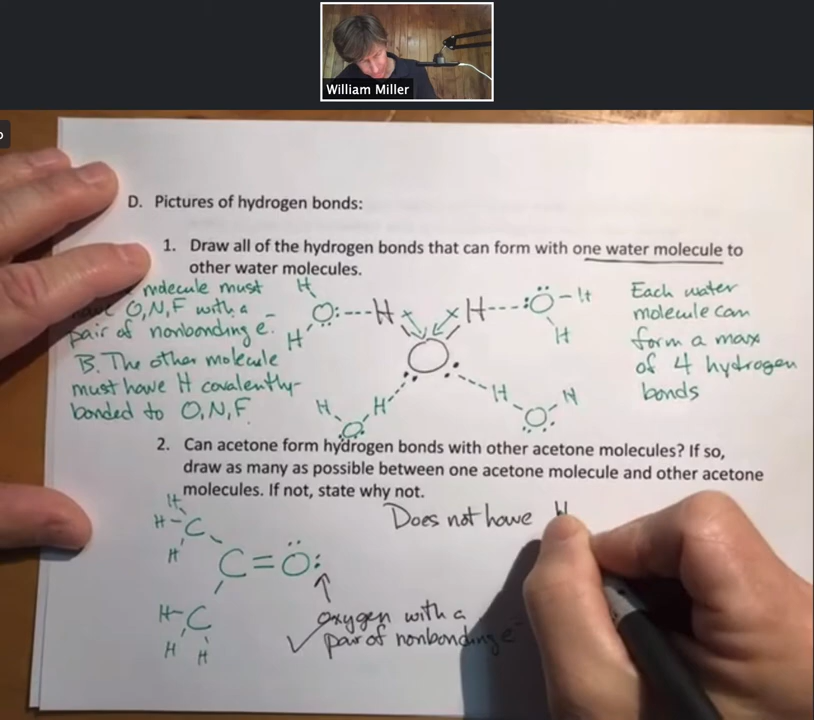 William Miller
D. Pictures of hydrogen bonds:
1. Draw all of the hydrogen bonds that can form with one water molecule to
other water molecules.
molecule must
O,N,F with a
pair of nonbonding e.
B. The other molecule
must have H covalently-
bonded to O,N,F.
H
H
O:
H
H
:O-H
H
Each water
molecule can
form a max
of 4 hydrogen
bonds
O
H
H
O
H
H
O
2. Can acetone form hydrogen bonds with other acetone molecules? If so,
draw as many as possible between one acetone molecule and other acetone
molecules. If not, state why not.
Does not have H
H
H-C
H
C=O:
H-C
H H
oxygen with a
✓ pair of nonbonding e-